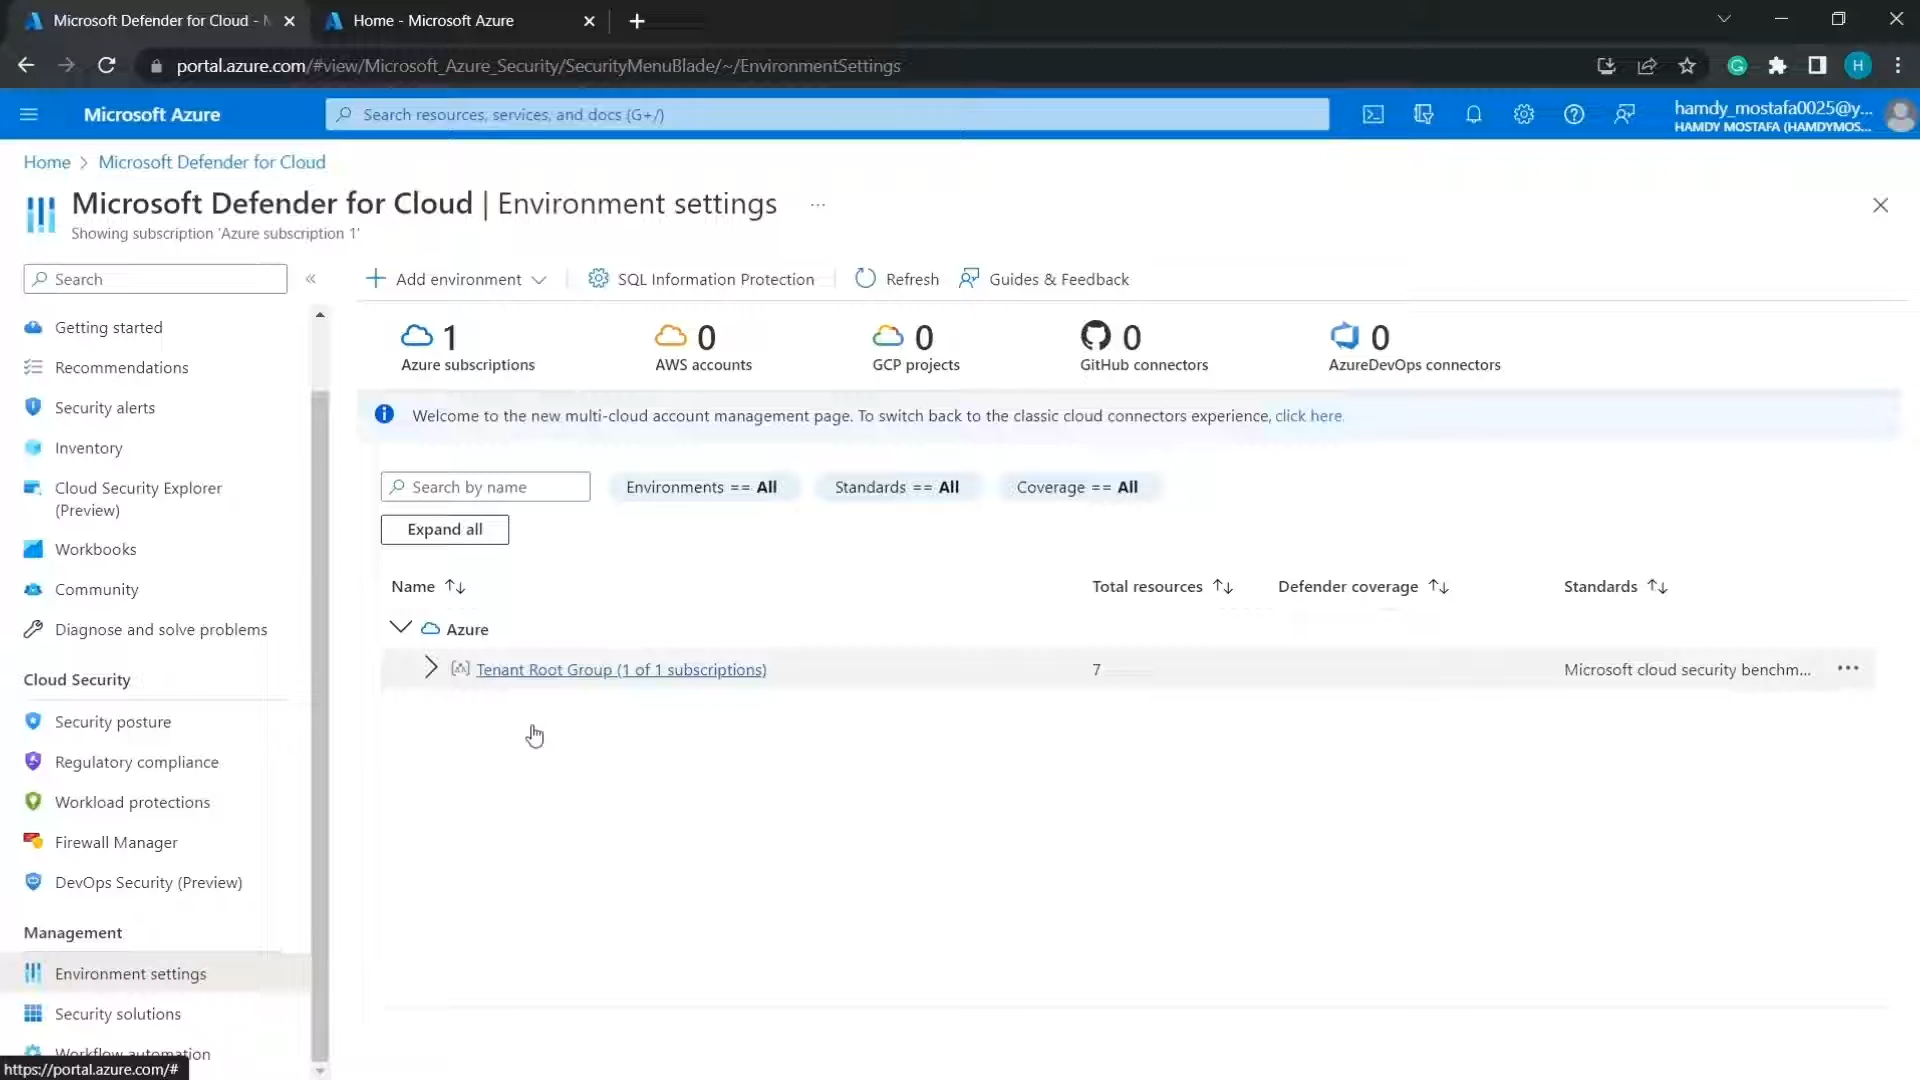 Microsoft Defender for Cloud -
Home - Microsoft Azure
portal.azure.com/#view/Microsoft_Azure_Security/SecurityMenuBlade/~/EnvironmentSettings
H
Microsoft Azure
Search resources, services, and docs (G+/)
hamdy_mostafa0025@y...
HAMDY MOSTAFA (HAMDYMOS...
Home > Microsoft Defender for Cloud
Microsoft Defender for Cloud | Environment settings ...
Showing subscription 'Azure subscription 1'
Search
Add environment
SQL Information Protection
Refresh
Guides & Feedback
Getting started
Recommendations
Security alerts
Inventory
Cloud Security Explorer
(Preview)
Workbooks
Community
Diagnose and solve problems
Cloud Security
Security posture
Regulatory compliance
Workload protections
Firewall Manager
DevOps Security (Preview)
Management
Environment settings
Security solutions
Workflow automation
https://portal.azure.com/#
1
Azure subscriptions
0
AWS accounts
0
GCP projects
0
GitHub connectors
0
AzureDevOps connectors
Welcome to the new multi-cloud account management page. To switch back to the classic cloud connectors experience, click here.
Search by name
Environments == All
Standards == All
Coverage == All
Expand all
Name
Total resources
Defender coverage
Standards
Azure
Tenant Root Group (1 of 1 subscriptions)
7
Microsoft cloud security benchm...